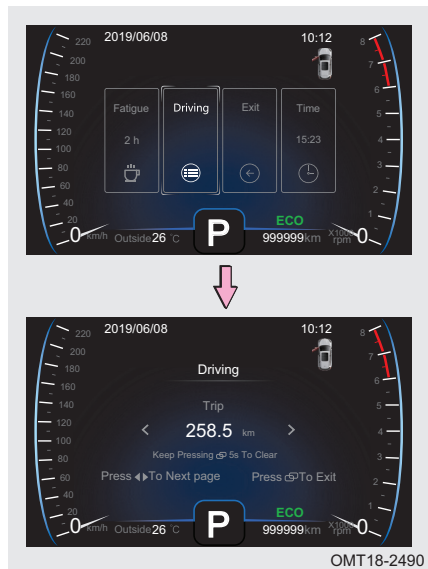 2019/06/08 10:12
220
200
180
160
140
120
100
80
60
40
20
0 km/h
8
7
6
5
4
3
2
1
X1000 rpm 0
Fatigue Driving Exit Time
2 h 15:23
ECO
Outside 26 °C P 999999 km
2019/06/08 10:12
220
200
180
160
140
120
100
80
60
40
20
0 km/h
8
7
6
5
4
3
2
1
X1000 rpm 0
Driving
Trip
< 258.5 km >
Keep Pressing 5s To Clear
Press To Next page Press To Exit
ECO
Outside 26 °C P 999999 km
OMT18-2490